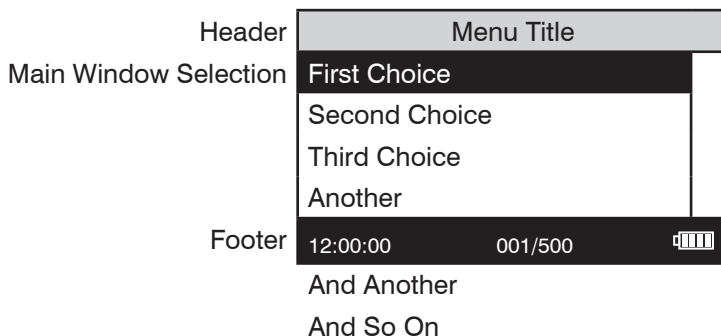 Header Menu Title
Main Window Selection First Choice
Second Choice
Third Choice
Another
Footer 12:00:00 001/500
And Another
And So On